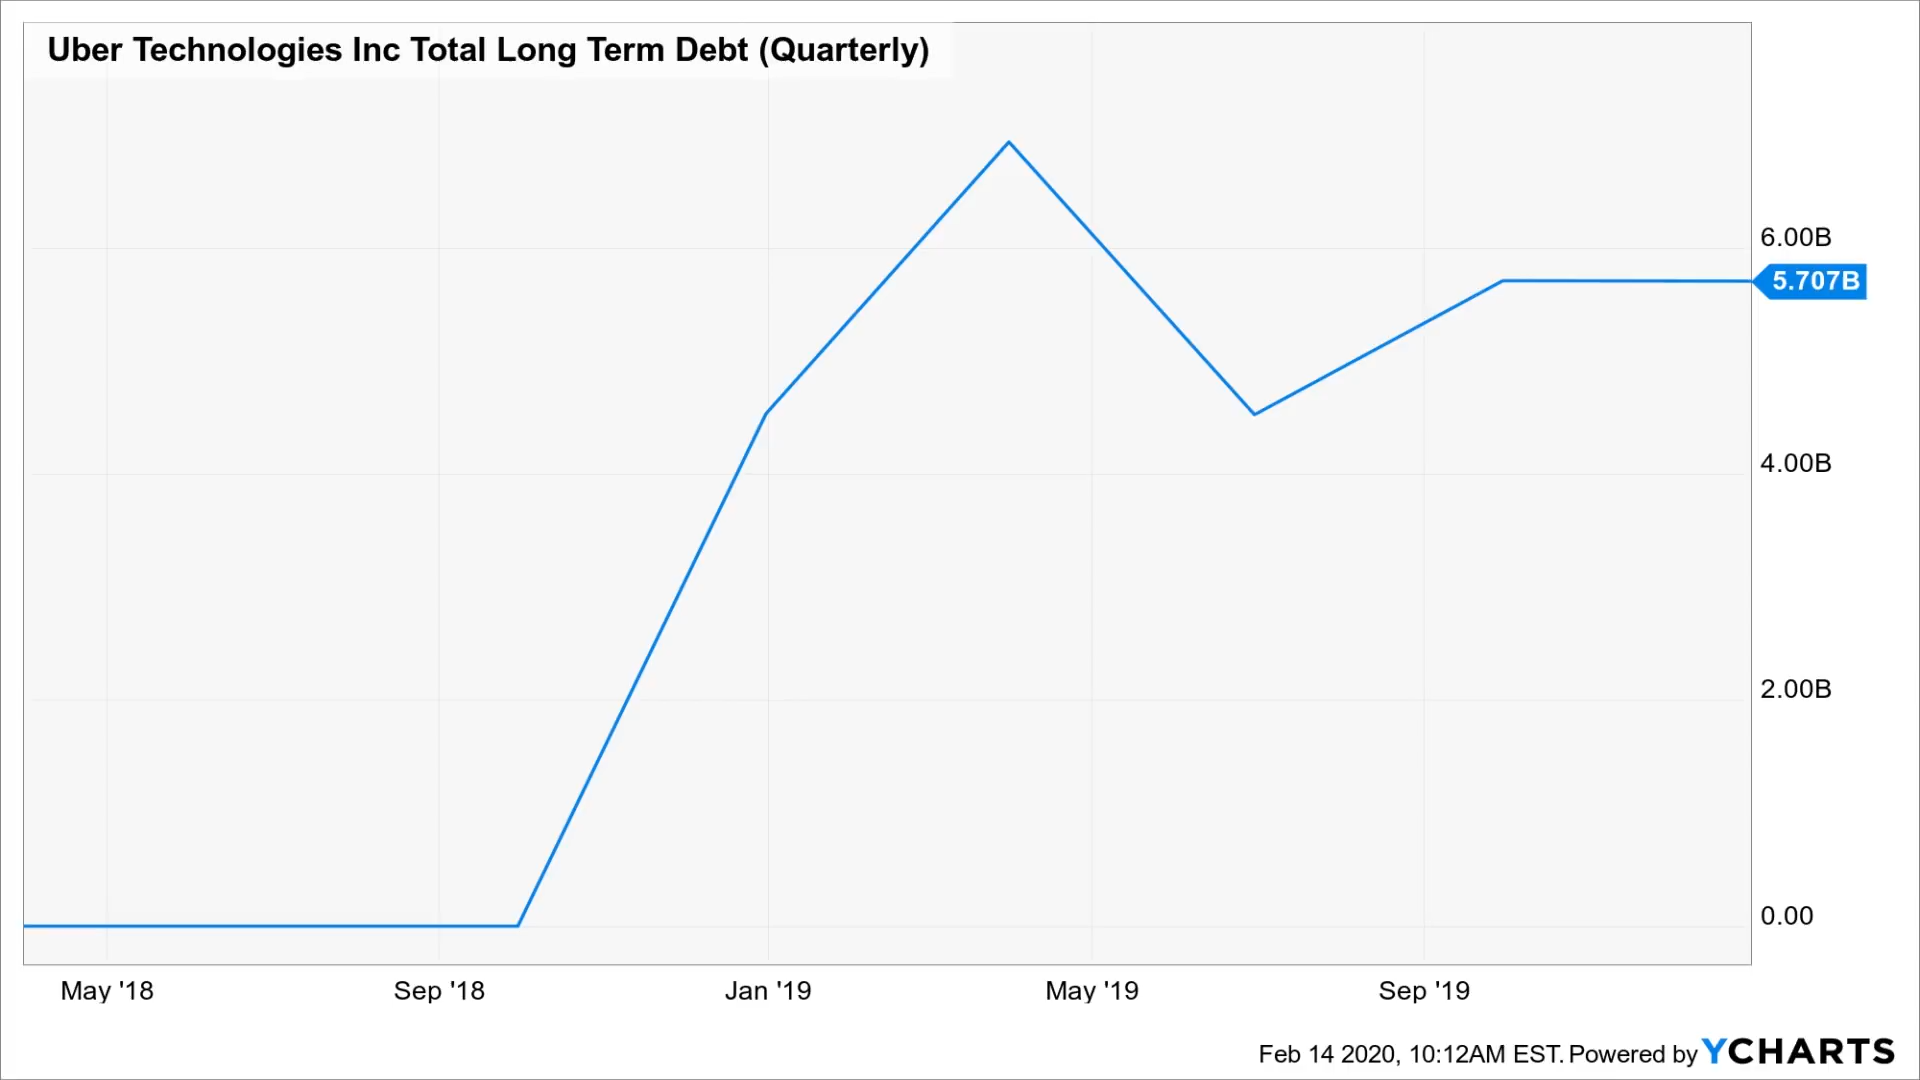 Uber Technologies Inc Total Long Term Debt (Quarterly)
6.00B
5.707B
4.00B
2.00B
0.00
May '18 Sep '18 Jan '19 May '19 Sep '19
Feb 14 2020, 10:12AM EST. Powered by YCHARTS